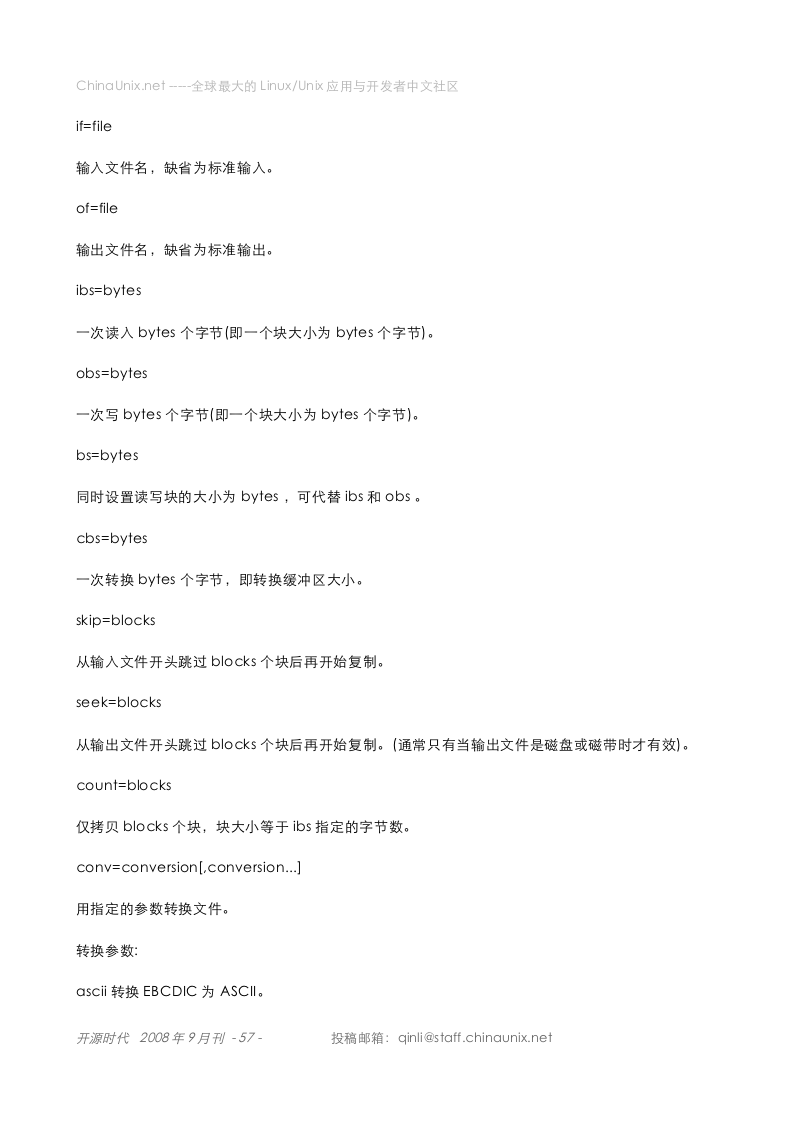 ChinaUnix.net -----全球最大的 Linux/Unix 应用与开发者中文社区
if=file
输入文件名，缺省为标准输入。
of=file
输出文件名，缺省为标准输出。
ibs=bytes
一次读入 bytes 个字节(即一个块大小为 bytes 个字节)。
obs=bytes
一次写 bytes 个字节(即一个块大小为 bytes 个字节)。
bs=bytes
同时设置读写块的大小为 bytes ，可代替 ibs 和 obs 。
cbs=bytes
一次转换 bytes 个字节，即转换缓冲区大小。
skip=blocks
从输入文件开头跳过 blocks 个块后再开始复制。
seek=blocks
从输出文件开头跳过 blocks 个块后再开始复制。(通常只有当输出文件是磁盘或磁带时才有效)。
count=blocks
仅拷贝 blocks 个块，块大小等于 ibs 指定的字节数。
conv=conversion[,conversion...]
用指定的参数转换文件。
转换参数:
ascii 转换 EBCDIC 为 ASCII。
开源时代 2008 年 9 月刊 - 57 - 投稿邮箱：qinli@staff.chinaunix.net